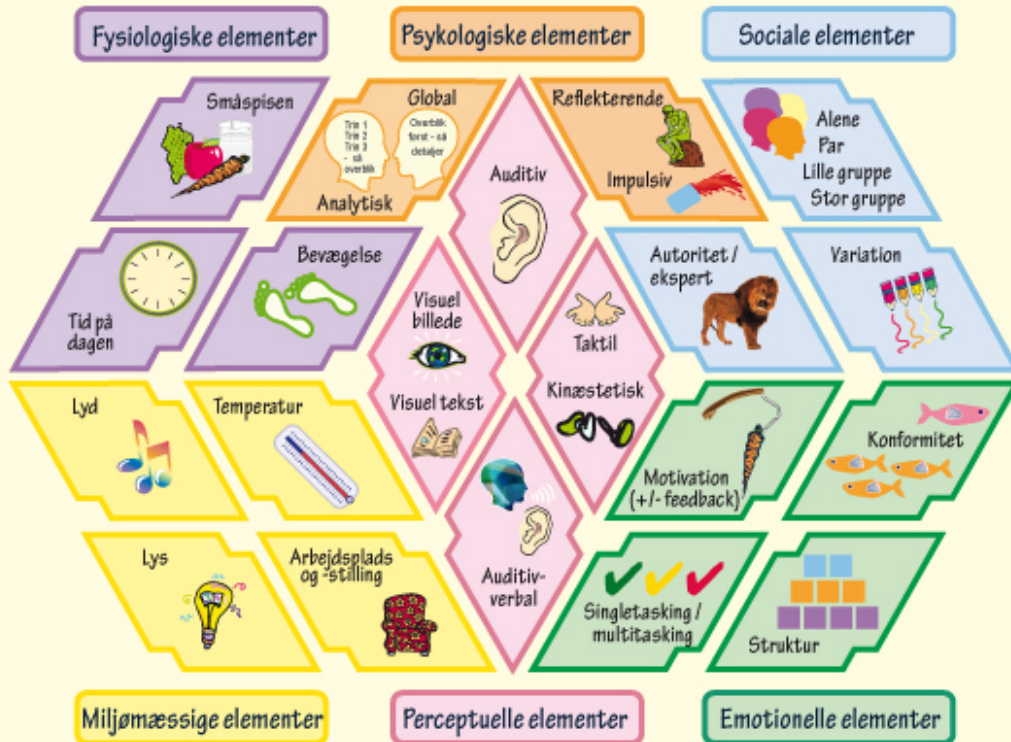 Fysiologiske elementer
Psykologiske elementer
Sociale elementer
Småspisen
Global
Trin 1
Trin 2
Trin 3
- så
overblik
Overblik
først - så
detaljer
Analytisk
Auditiv
Reflekterende
Impulsiv
Alene
Par
Lille gruppe
Stor gruppe
Tid på
dagen
Bevægelse
Visuel
billede
Visuel tekst
Taktil
Kinæstetisk
Autoritet /
ekspert
Variation
Lyd
Temperatur
Motivation
(+/- feedback)
Konformitet
Lys
Arbejdsplads
og -stilling
Auditiv-
verbal
Singletasking /
multitasking
Struktur
Miljømæssige elementer
Perceptuelle elementer
Emotionelle elementer